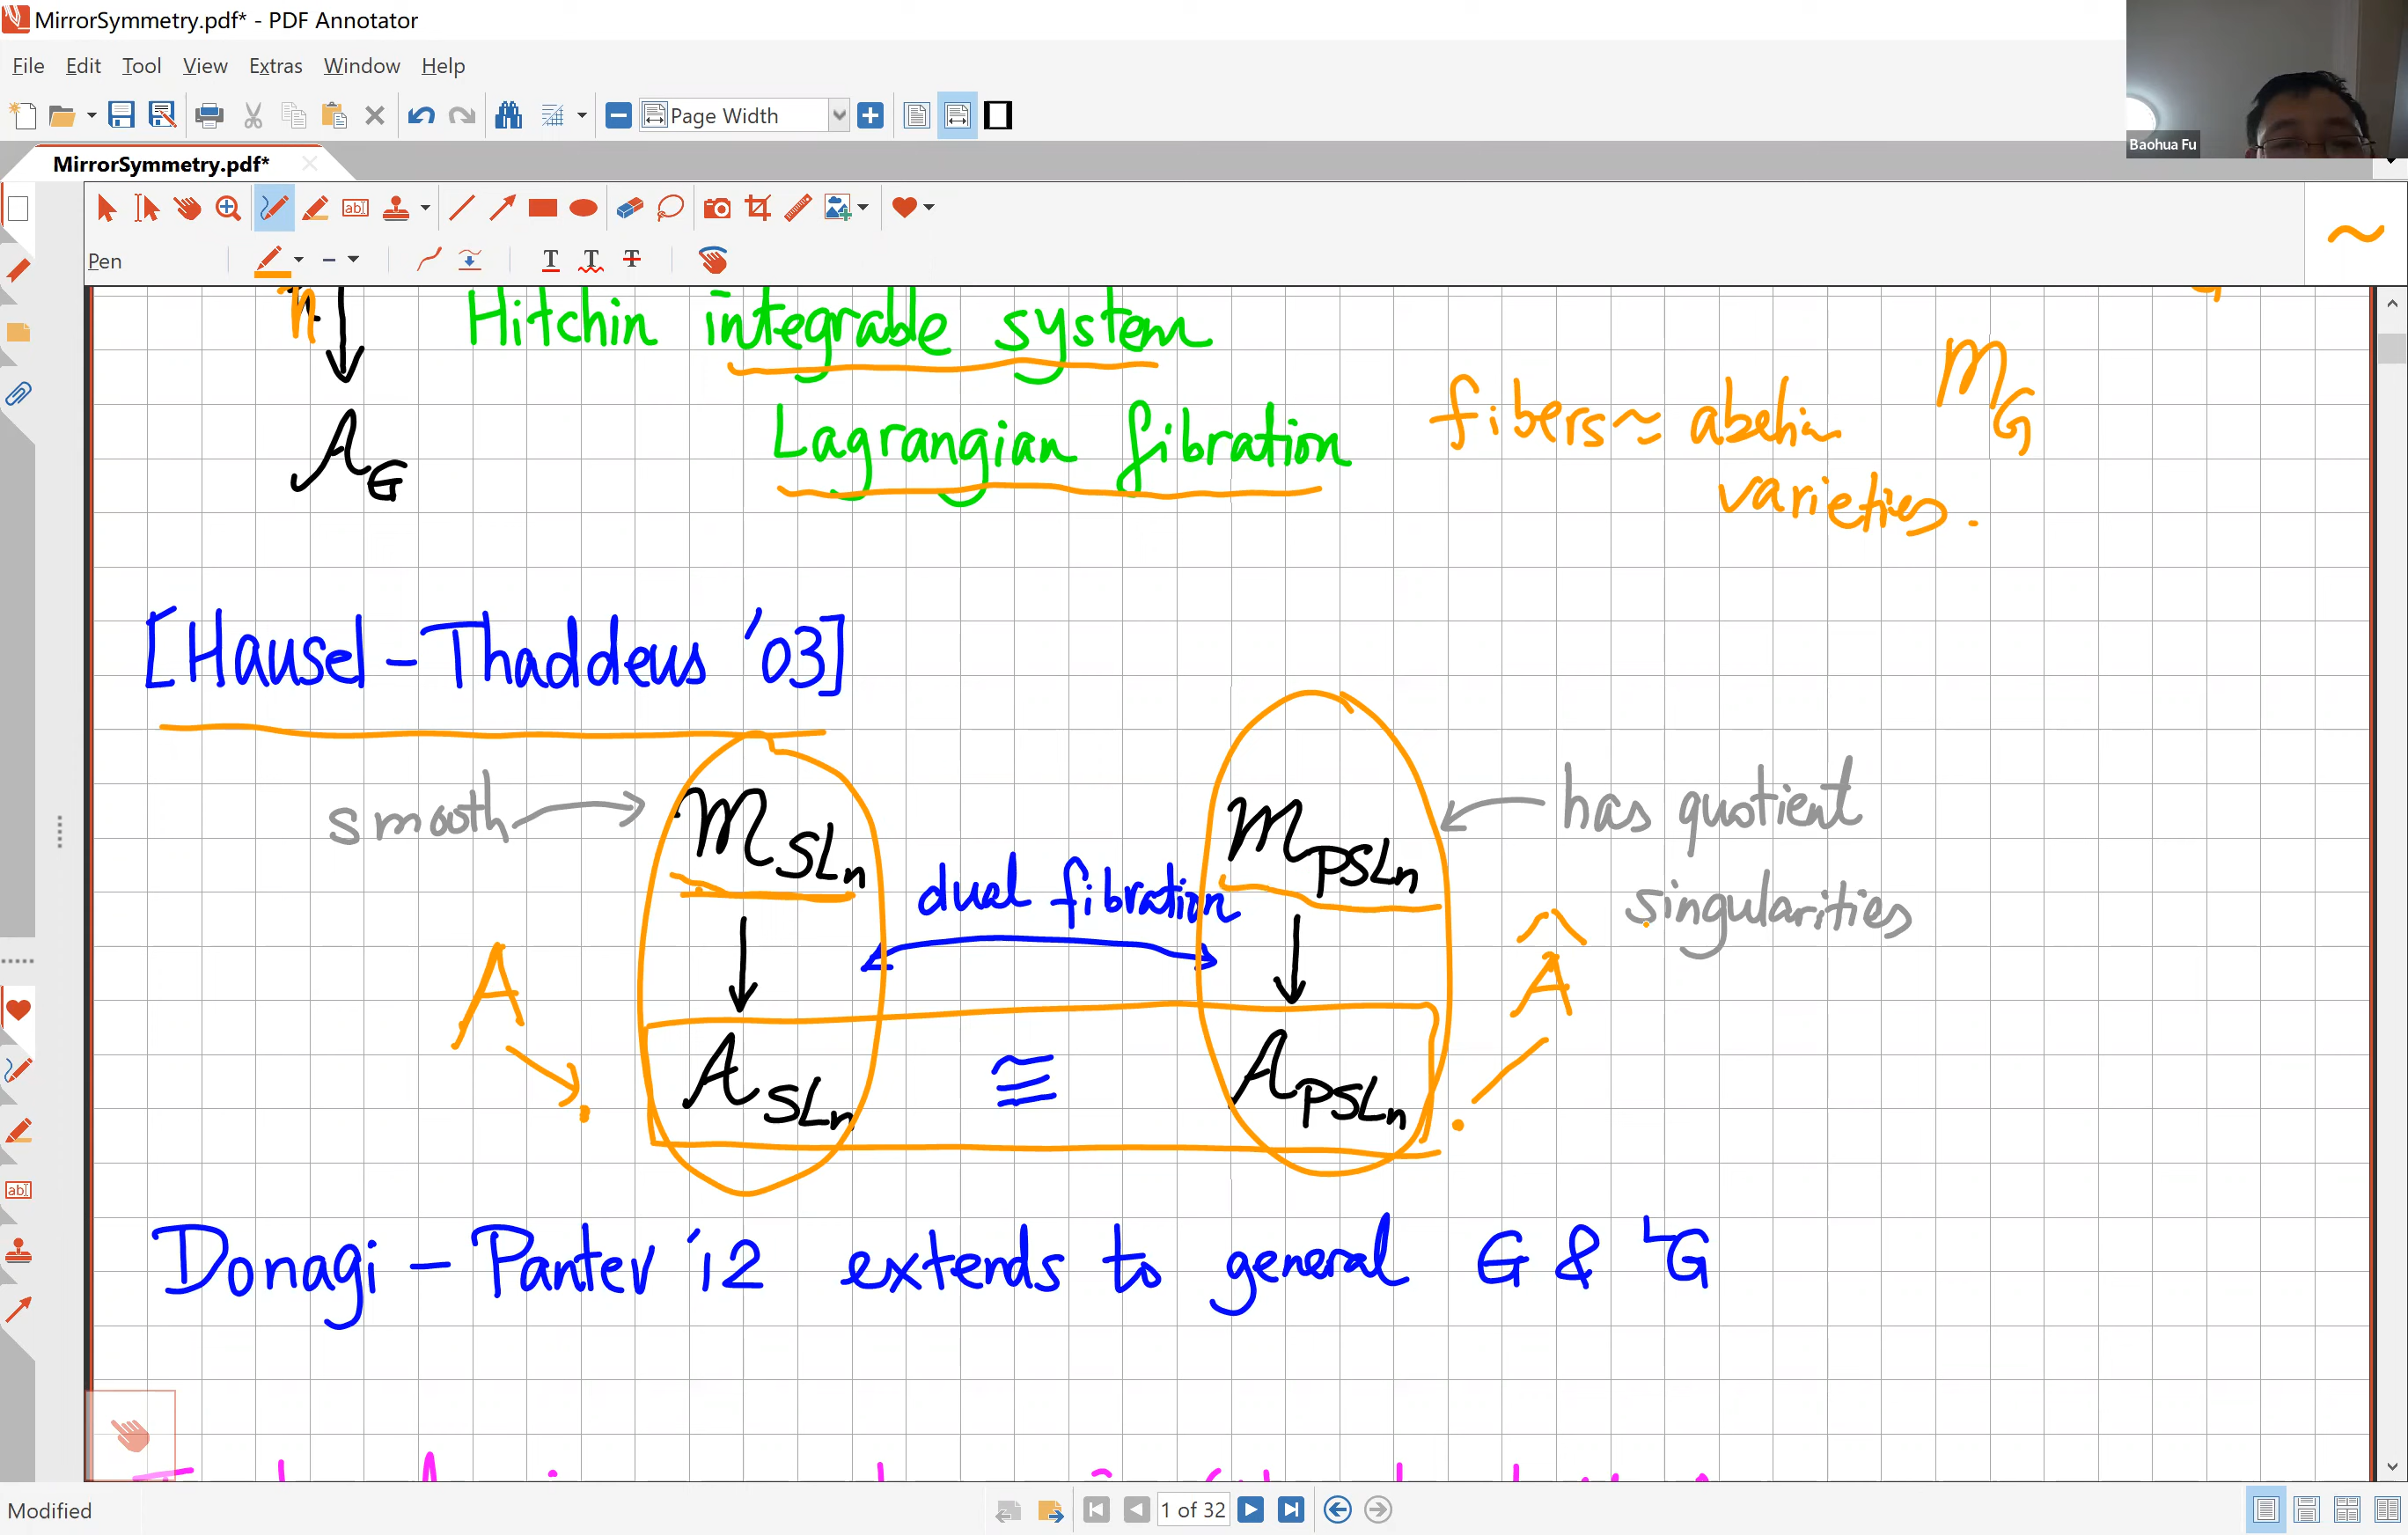 MirrorSymmetry.pdf* - PDF Annotator
File Edit Tool View Extras Window Help
Page Width
Baohua Fu
MirrorSymmetry.pdf*
Pen
Hitchin integrable system
A_G
Lagrangian fibration
fibers ≈ abelian varieties.
M_G
[Hausel-Thaddeus '03]
smooth
M_SLn
dual fibration
M_PSLn
has quotient singularities
A
Â
A_SLn ≅ A_PSLn
Donagi - Panter '12 extends to general G & ᴸG
Modified
1 of 32